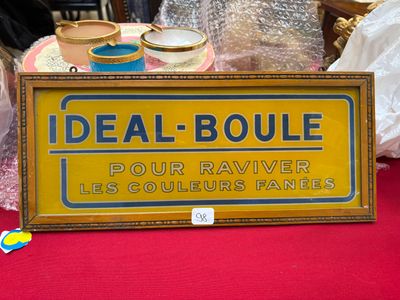 IDEAL-BOULE
POUR RAVIVER
LES COULEURS FANÉES
98